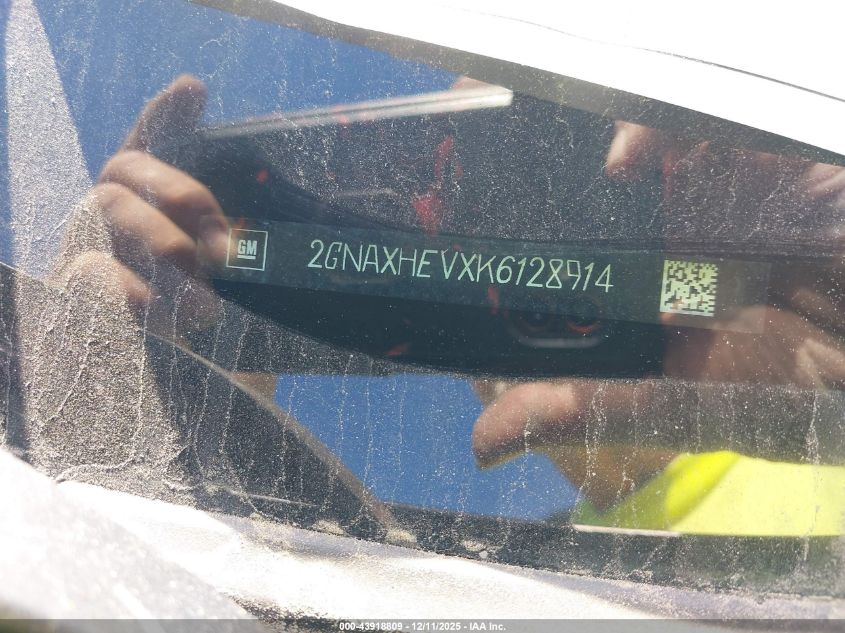 GM 2GNAXHEVXK6128914
000-43918809 - 12/11/2025 - IAA Inc.